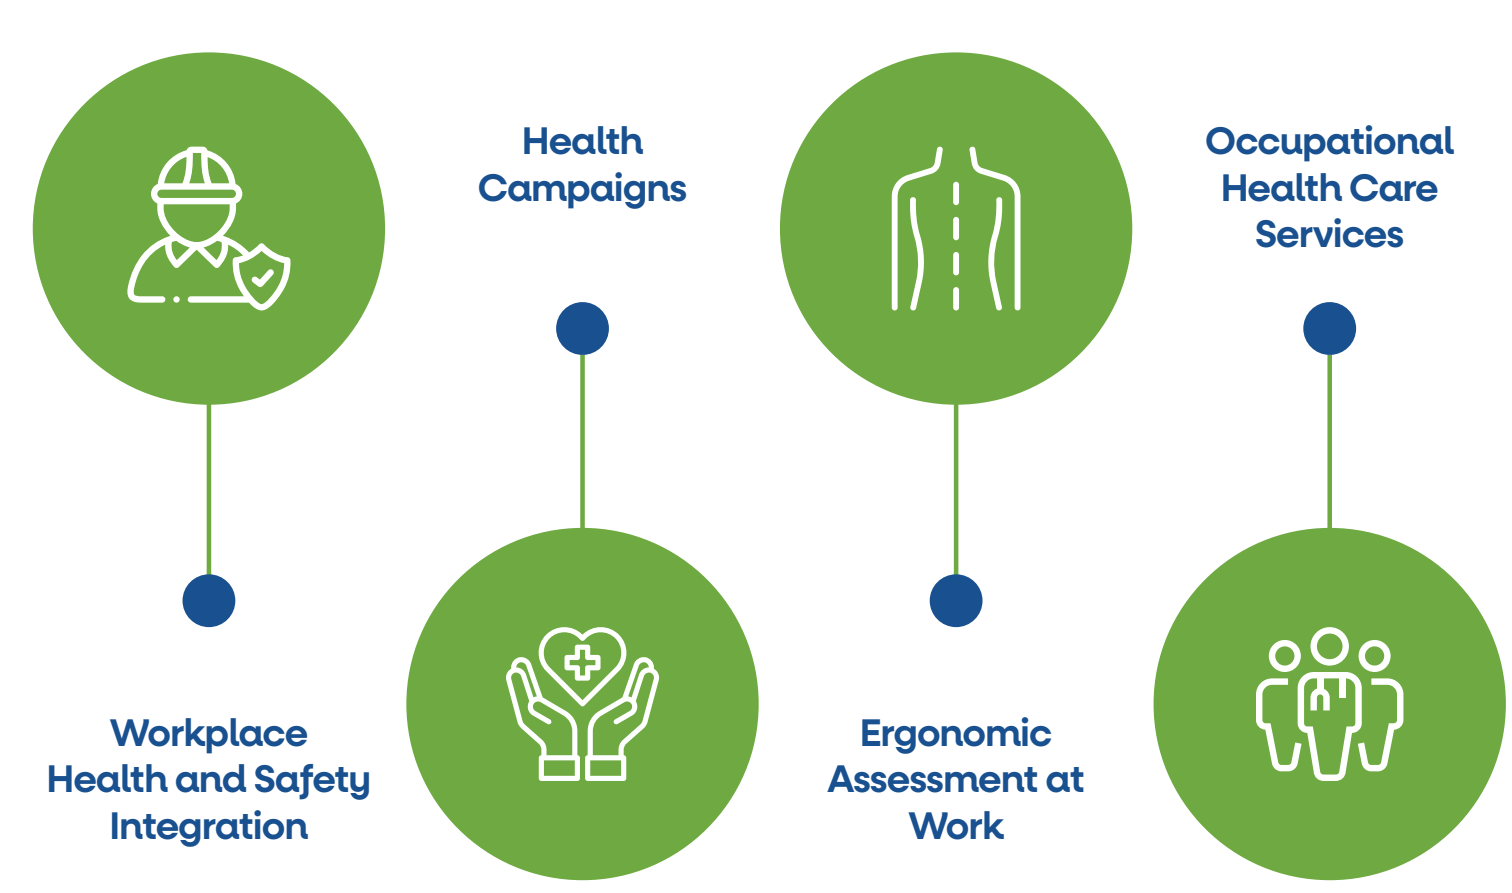 Health
Campaigns
Occupational
Health Care
Services
Workplace
Health and Safety
Integration
Ergonomic
Assessment at
Work